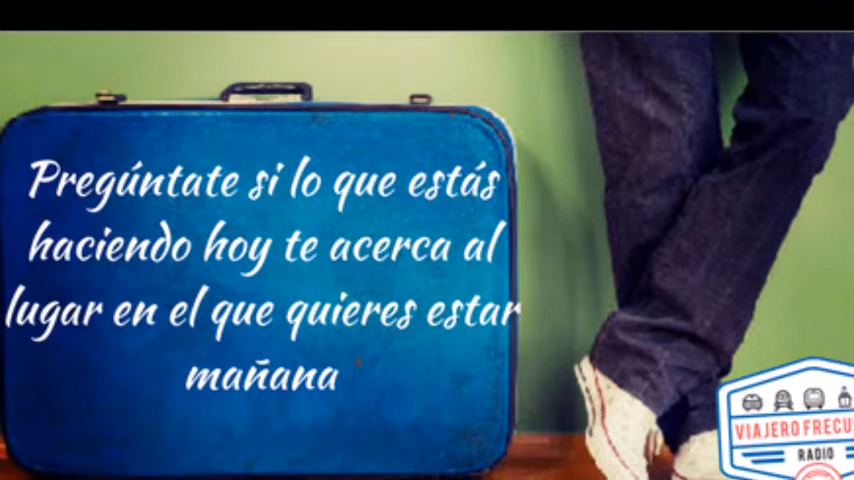 Pregúntate si lo que estás
haciendo hoy te acerca al
lugar en el que quieres estar
mañana
VIAJERO
RADIO